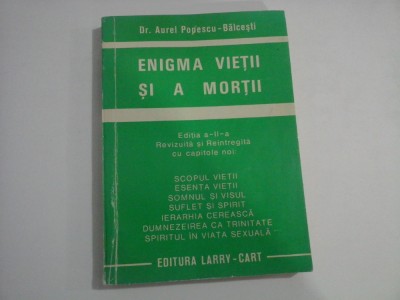 Dr. Aurel Popescu-Bălcești
ENIGMA VIEȚII
ȘI A MORȚII
Ediția a-II-a
Revizuită și Reîntregită
cu capitole noi:
SCOPUL VIEȚII
ESENȚA VIEȚII
SOMNUL ȘI VISUL
SUFLET ȘI SPIRIT
IERARHIA CEREASCĂ
DUMNEZEIREA CA TRINITATE
SPIRITUL ÎN VIAȚA SEXUALĂ
EDITURA LARRY-CART